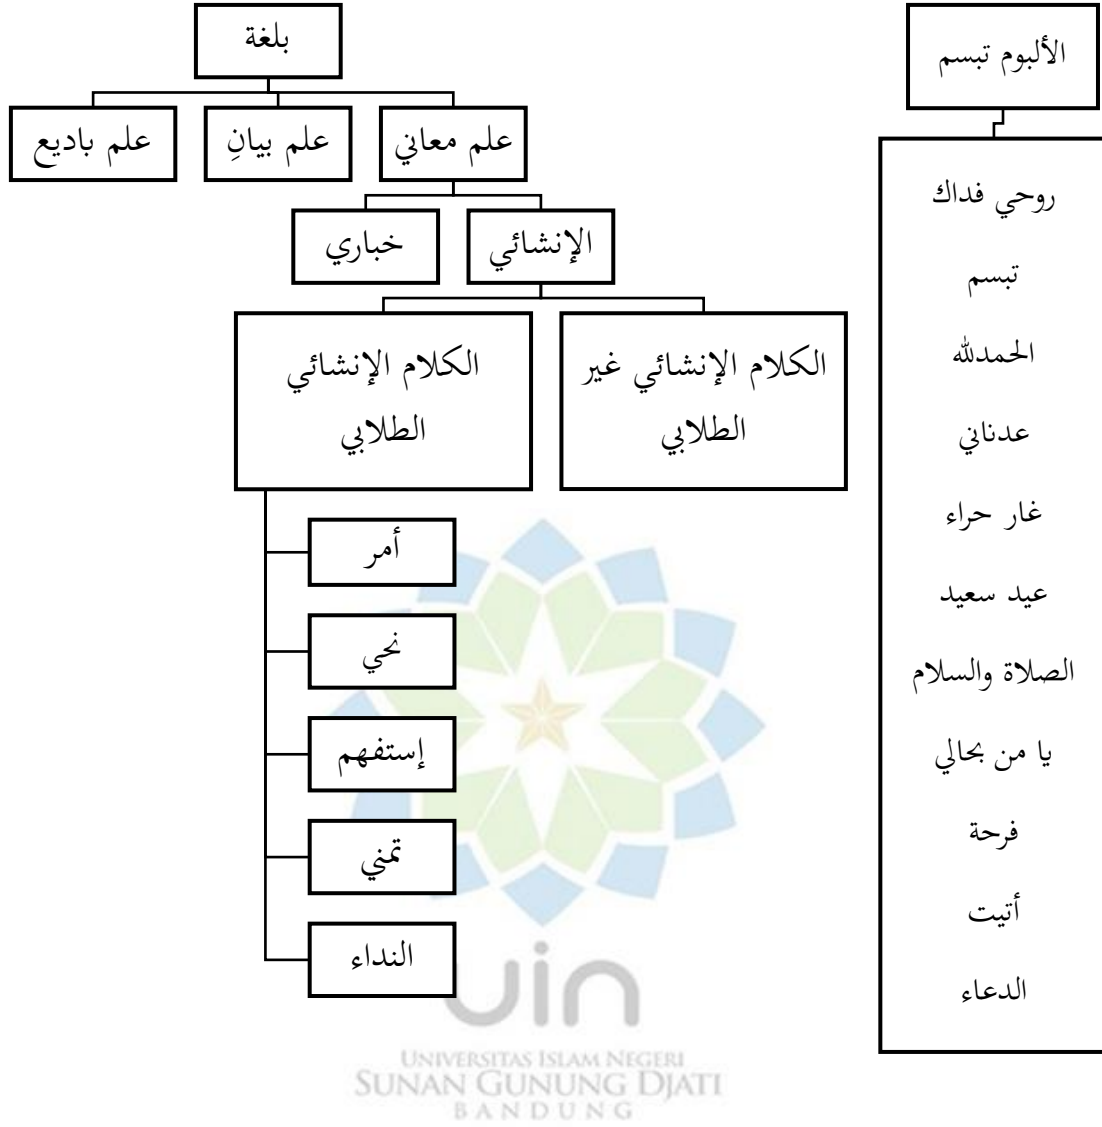 بلغة
الألبوم تبسم
علم معاني
علم بيانِ
علم باديع
الإنشائي
خباري
الكلام الإنشائي غير
الطلابي
الكلام الإنشائي
الطلابي
أمر
نحي
إستفهم
تمني
النداء
روحي فداك
تبسم
الحمدلله
عدناني
غار حراء
عيد سعيد
الصلاة والسلام
يا من بحالي
فرحة
أتيت
الدعاء
uin
UNIVERSITAS ISLAM NEGERI
SUNAN GUNUNG DJATI
BANDUNG